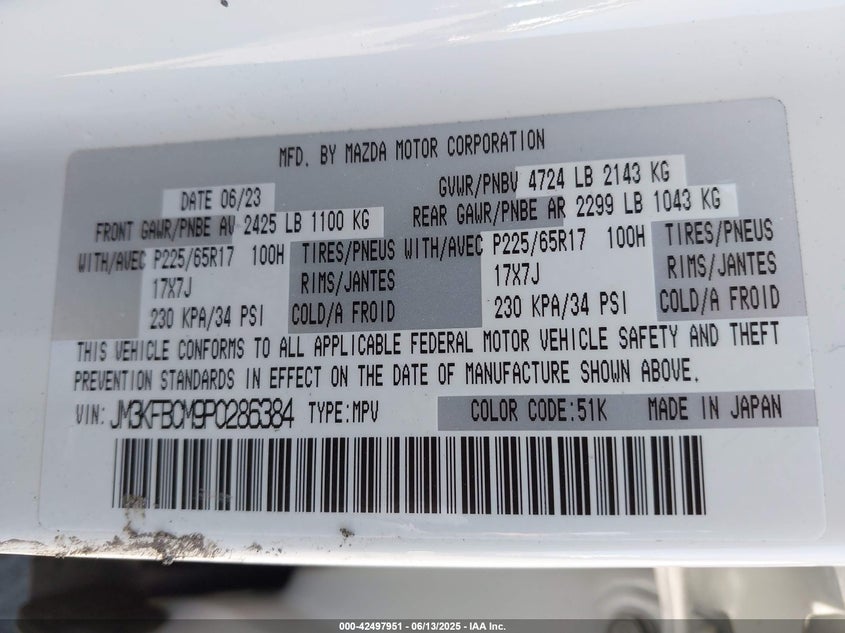 MFD. BY MAZDA MOTOR CORPORATION
DATE 06/23
GVWR/PNBV 4724 LB 2143 KG
FRONT GAWR/PNBE AV 2425 LB 1100 KG
REAR GAWR/PNBE AR 2299 LB 1043 KG
WITH/AVEC P225/65R17 100H TIRES/PNEUS WITH/AVEC P225/65R17 100H TIRES/PNEUS
17X7J RIMS/JANTES 17X7J RIMS/JANTES
230 KPA/34 PSI COLD/A FROID 230 KPA/34 PSI COLD/A FROID
THIS VEHICLE CONFORMS TO ALL APPLICABLE FEDERAL MOTOR VEHICLE SAFETY AND THEFT
PREVENTION STANDARDS IN EFFECT ON THE DATE OF MANUFACTURE SHOWN ABOVE.
VIN: JM3KFBCM9P0286384 TYPE:MPV COLOR CODE:51K MADE IN JAPAN
000-42497951 - 06/13/2025 - IAA Inc.